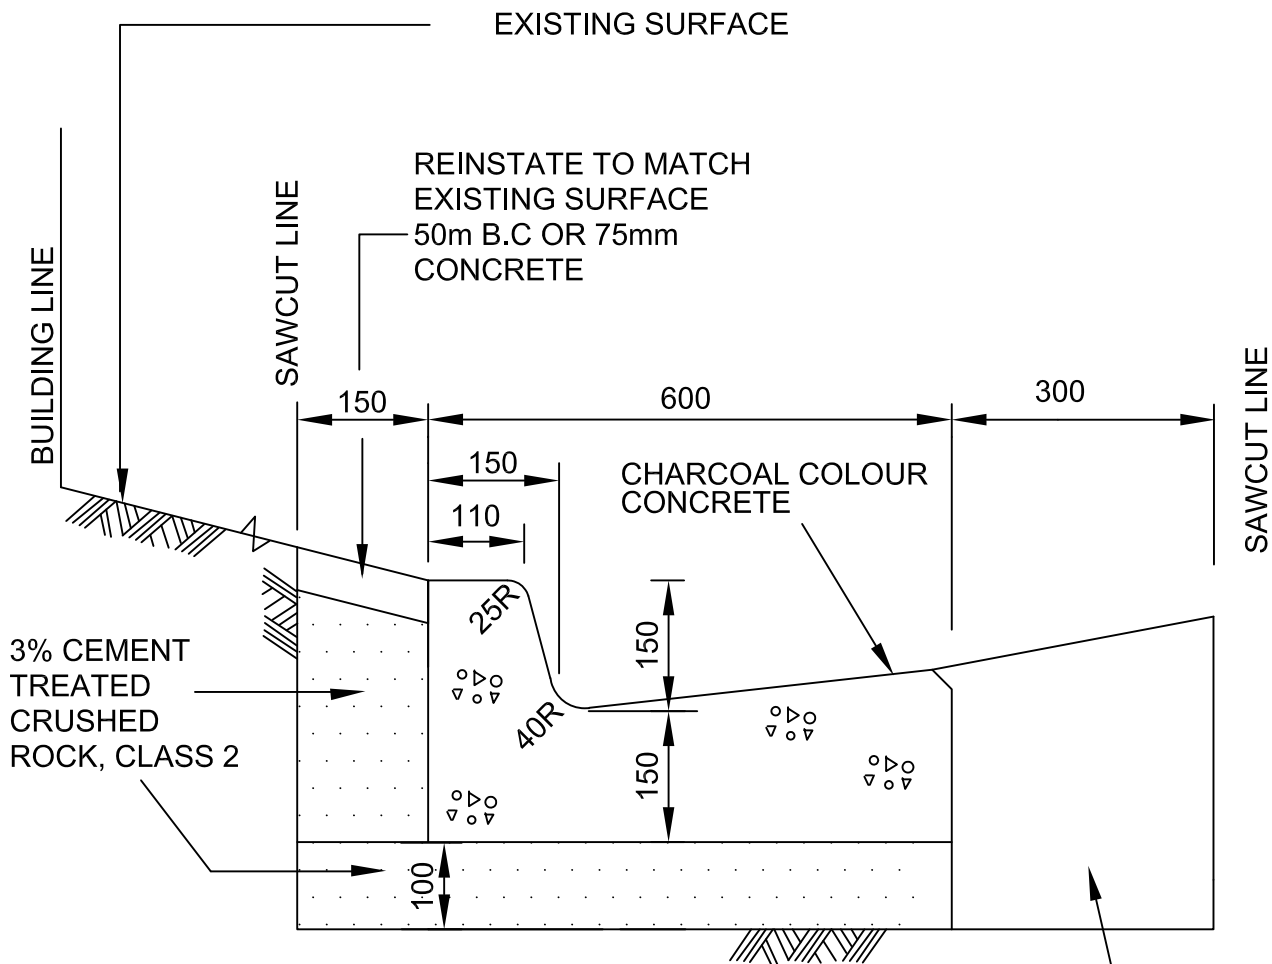 EXISTING SURFACE
REINSTATE TO MATCH
EXISTING SURFACE
50m B.C OR 75mm
CONCRETE
BUILDING LINE
SAWCUT LINE
SAWCUT LINE
150
600
300
150
110
CHARCOAL COLOUR
CONCRETE
25R
150
40R
150
3% CEMENT
TREATED
CRUSHED
ROCK, CLASS 2
100